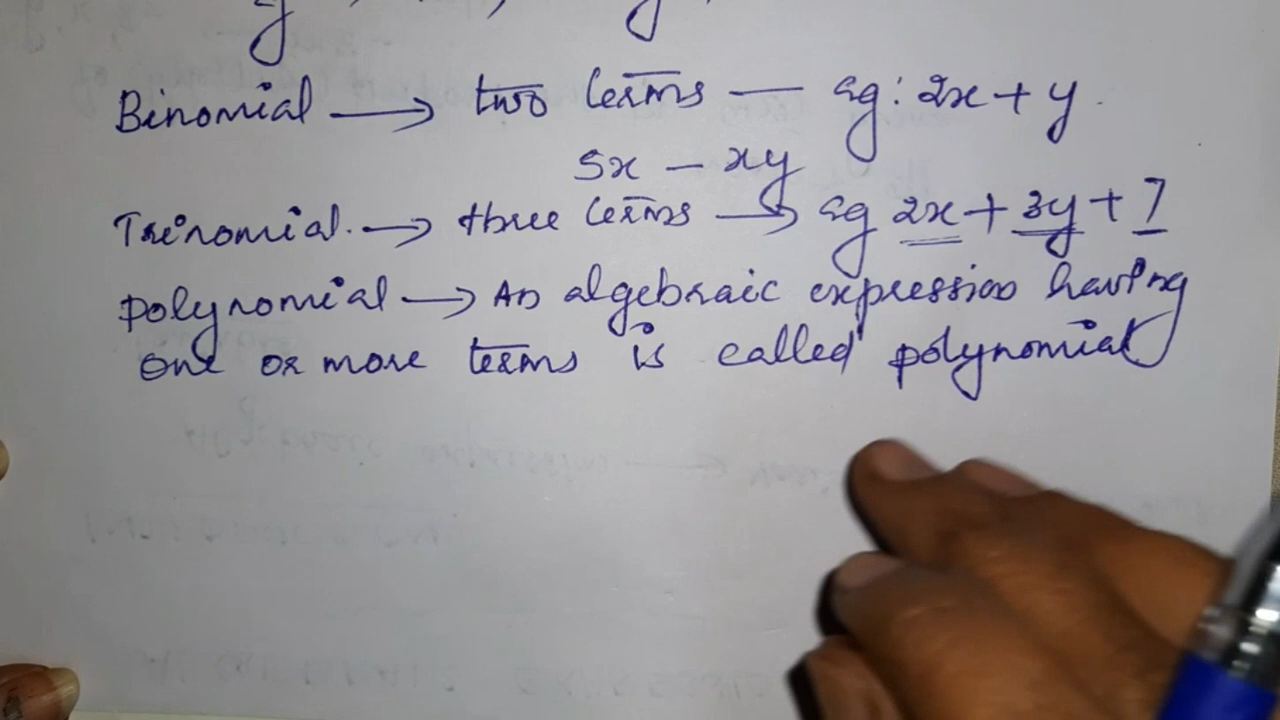 Binomial → two terms — eg: 2x + y
5x - xy
Trinomial. → three terms → eg 2x + 3y + 7
Polynomial → An algebraic expression having
one or more terms is called polynomial